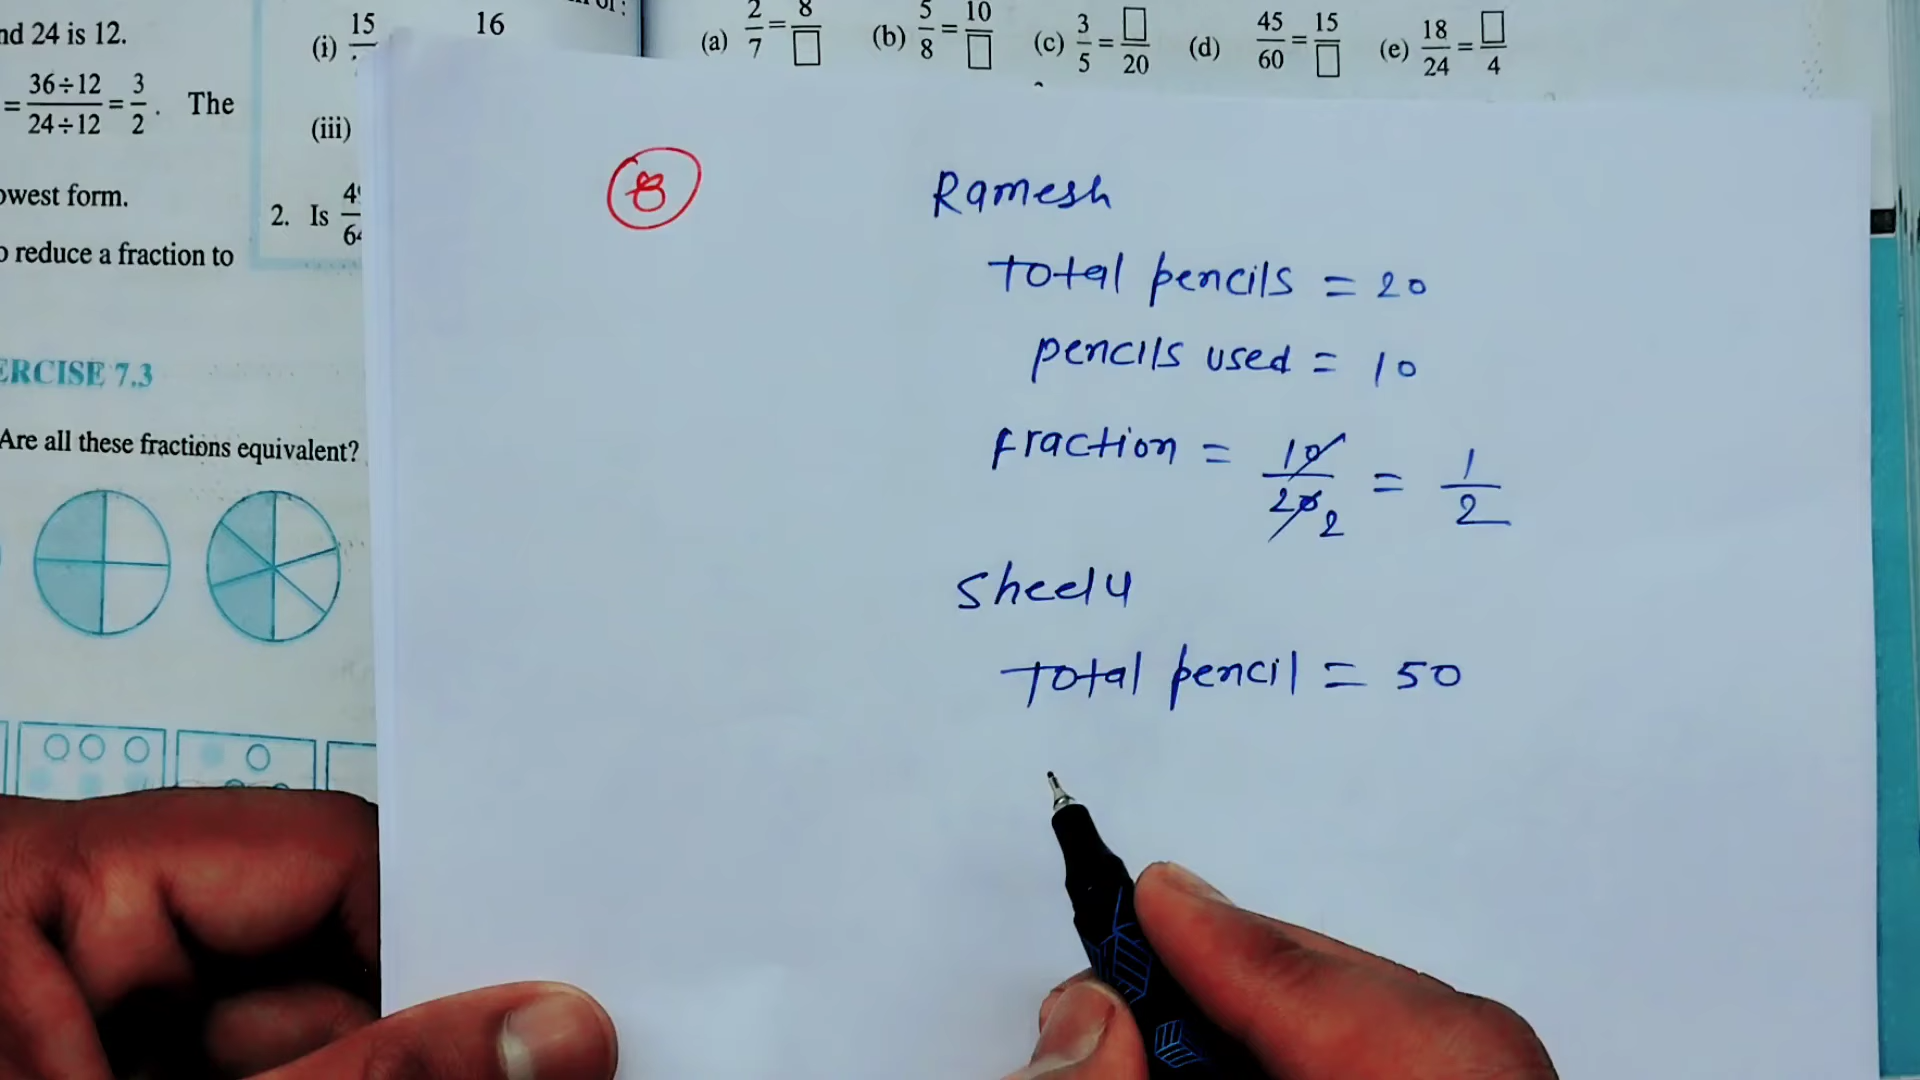 nd 24 is 12.
= 36÷12 / 24÷12 = 3/2 . The
owest form.
o reduce a fraction to
ERCISE 7.3
Are all these fractions equivalent?
(i) 15 16
(iii)
2. Is
(a) 2/7 = 8/□ (b) 5/8 = 10/□ (c) 3/5 = □/20 (d) 45/60 = 15/□ (e) 18/24 = □/4
8
Ramesh
Total pencils = 20
pencils used = 10
fraction = 10/20 2 = 1/2
Sheelu
Total pencil = 50